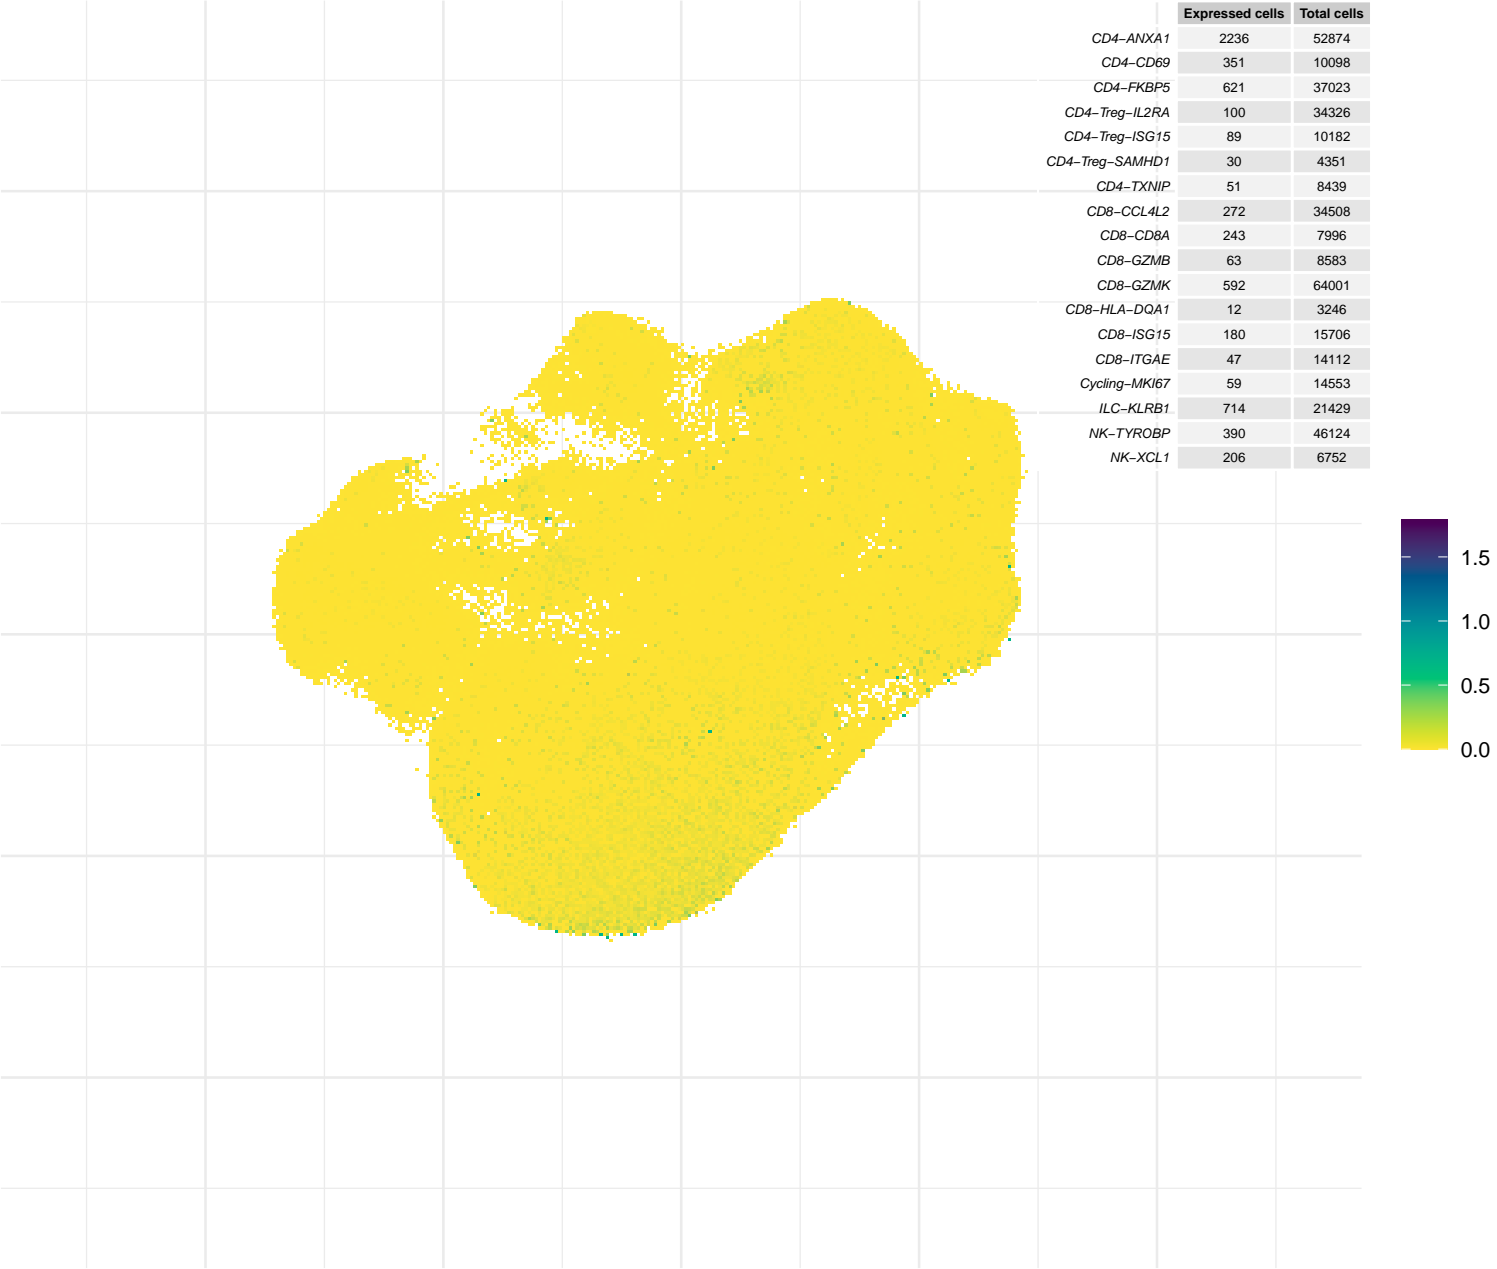 Expressed cells Total cells
CD4−ANXA1 2236 52874
CD4−CD69 351 10098
CD4−FKBP5 621 37023
CD4−Treg−IL2RA 100 34326
CD4−Treg−ISG15 89 10182
CD4−Treg−SAMHD1 30 4351
CD4−TXNIP 51 8439
CD8−CCL4L2 272 34508
CD8−CD8A 243 7996
CD8−GZMB 63 8583
CD8−GZMK 592 64001
CD8−HLA−DQA1 12 3246
CD8−ISG15 180 15706
CD8−ITGAE 47 14112
Cycling−MKI67 59 14553
ILC−KLRB1 714 21429
NK−TYROBP 390 46124
NK−XCL1 206 6752
1.5
1.0
0.5
0.0